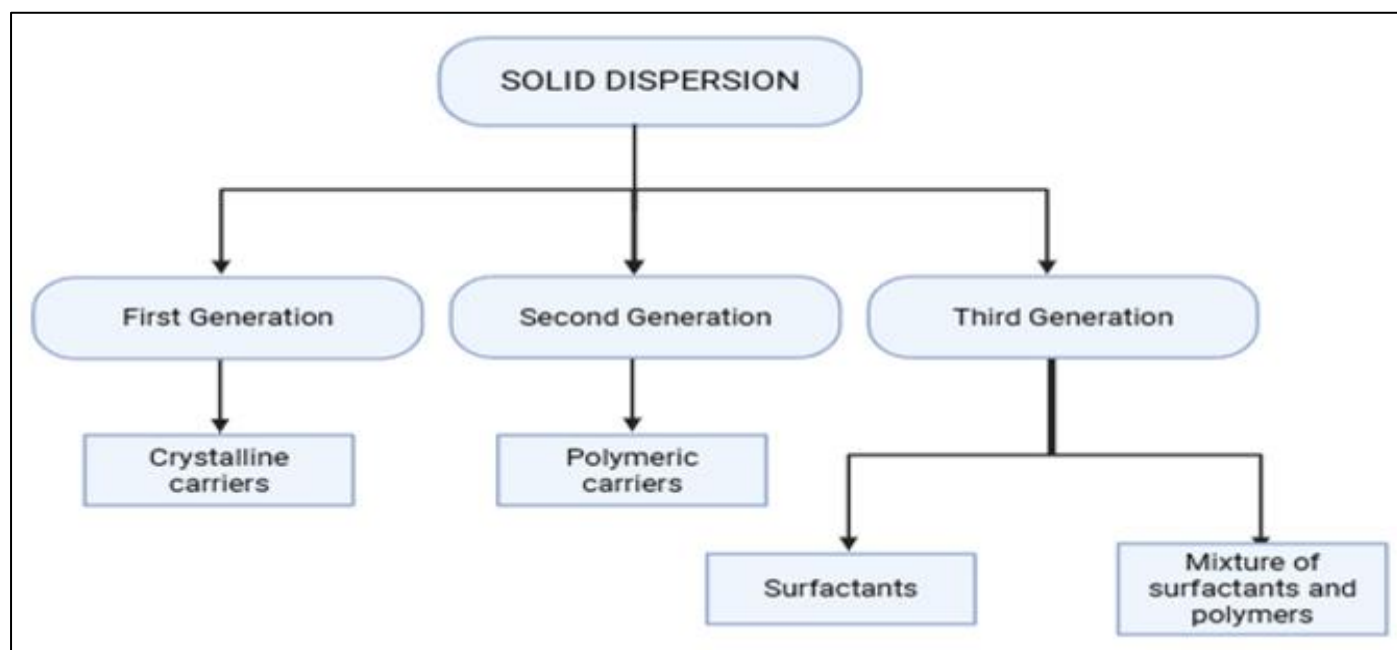 SOLID DISPERSION
First Generation
Second Generation
Third Generation
Crystalline
carriers
Polymeric
carriers
Surfactants
Mixture of
surfactants and
polymers